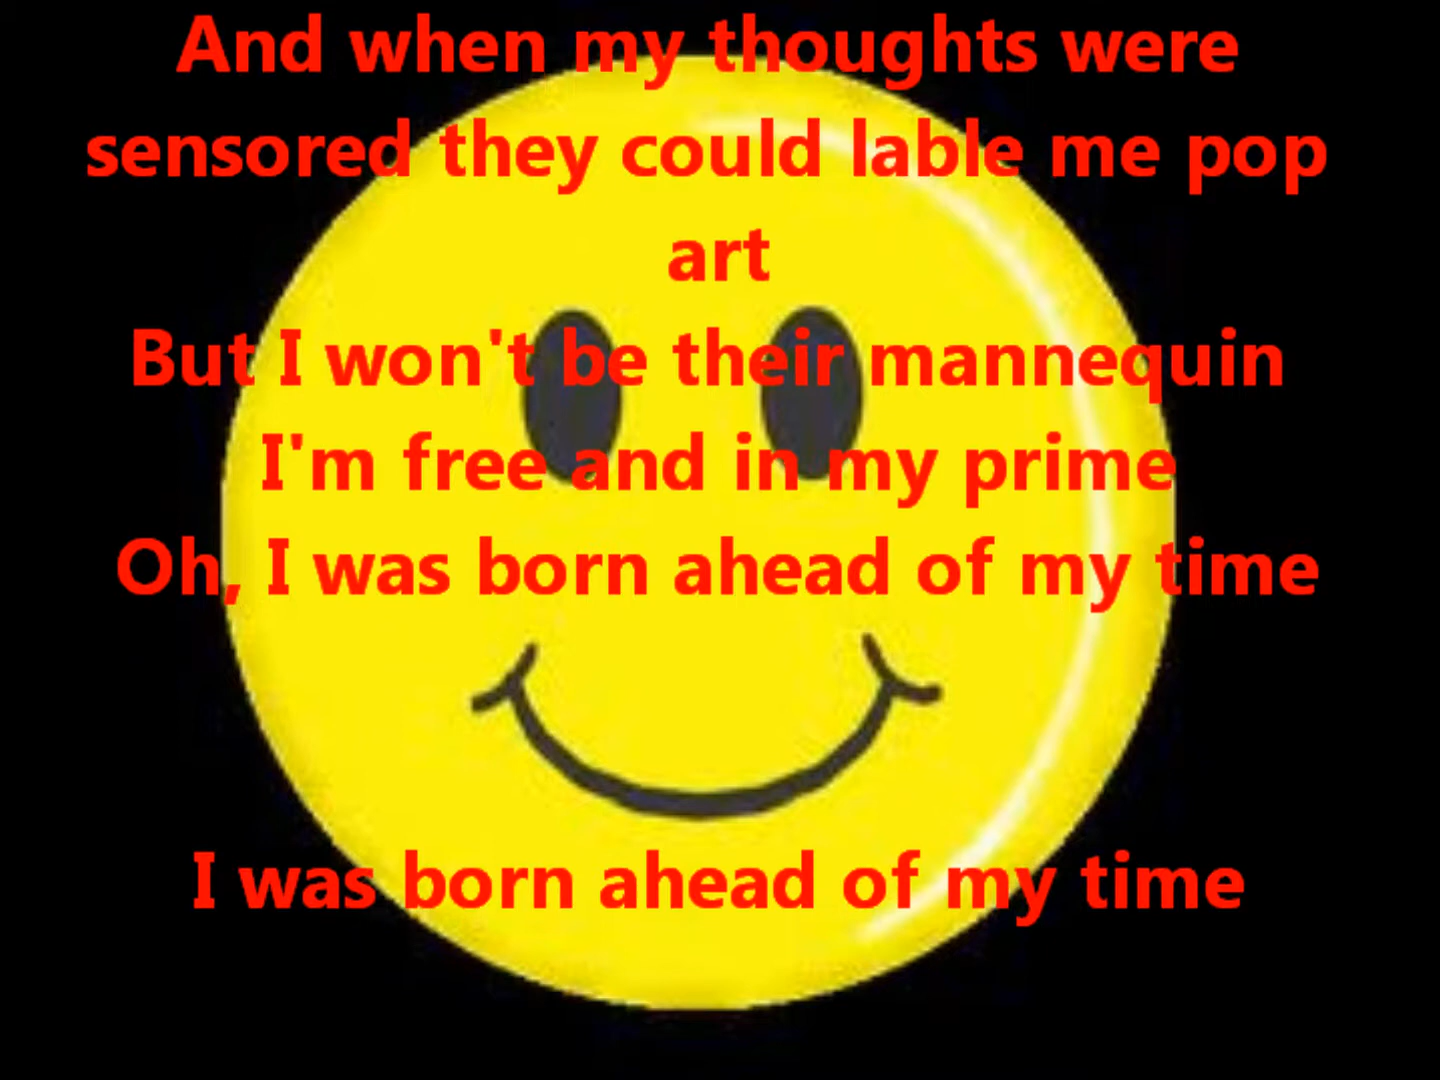 And when my thoughts were
sensored they could lable me pop
art
But I won't be their mannequin
I'm free and in my prime
Oh, I was born ahead of my time
I was born ahead of my time